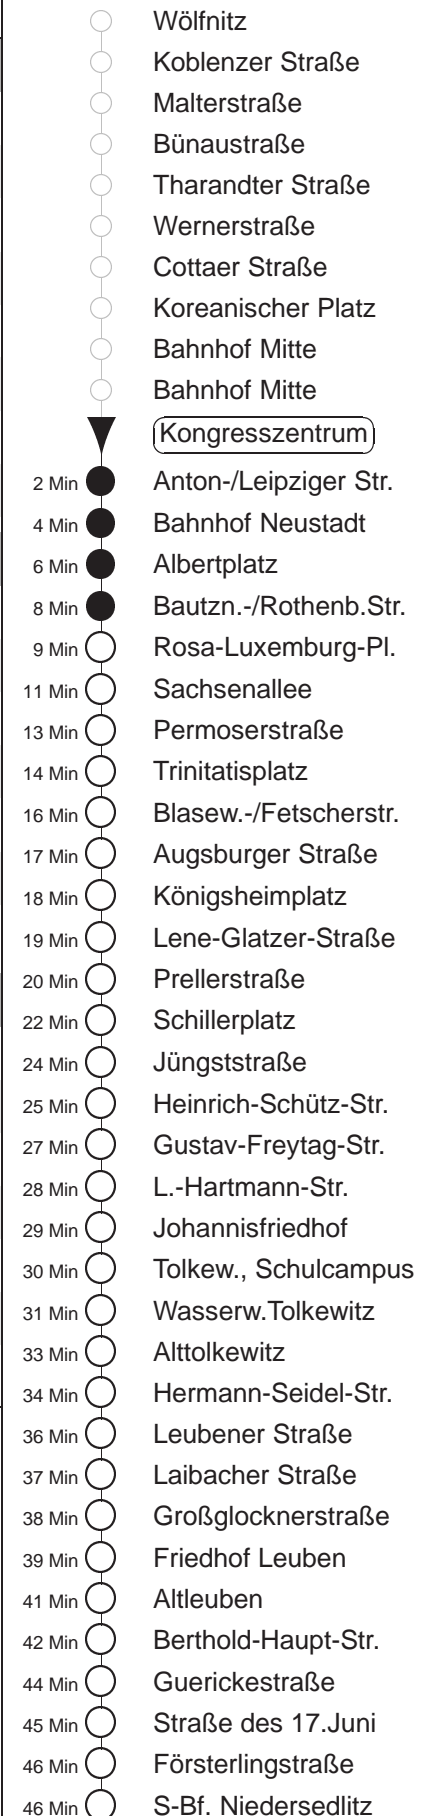 Wölfnitz
Koblenzer Straße
Malterstraße
Bünaustraße
Tharandter Straße
Wernerstraße
Cottaer Straße
Koreanischer Platz
Bahnhof Mitte
Bahnhof Mitte
Kongresszentrum
2 Min Anton-/Leipziger Str.
4 Min Bahnhof Neustadt
6 Min Albertplatz
8 Min Bautzn.-/Rothenb.Str.
9 Min Rosa-Luxemburg-Pl.
11 Min Sachsenallee
13 Min Permoserstraße
14 Min Trinitatisplatz
16 Min Blasew.-/Fetscherstr.
17 Min Augsburger Straße
18 Min Königsheimplatz
19 Min Lene-Glatzer-Straße
20 Min Prellerstraße
22 Min Schillerplatz
24 Min Jüngststraße
25 Min Heinrich-Schütz-Str.
27 Min Gustav-Freytag-Str.
28 Min L.-Hartmann-Str.
29 Min Johannisfriedhof
30 Min Tolkew., Schulcampus
31 Min Wasserw.Tolkewitz
33 Min Alttolkewitz
34 Min Hermann-Seidel-Str.
36 Min Leubener Straße
37 Min Laibacher Straße
38 Min Großglocknerstraße
39 Min Friedhof Leuben
41 Min Altleuben
42 Min Berthold-Haupt-Str.
44 Min Guerickestraße
45 Min Straße des 17.Juni
46 Min Försterlingstraße
46 Min S-Bf. Niedersedlitz